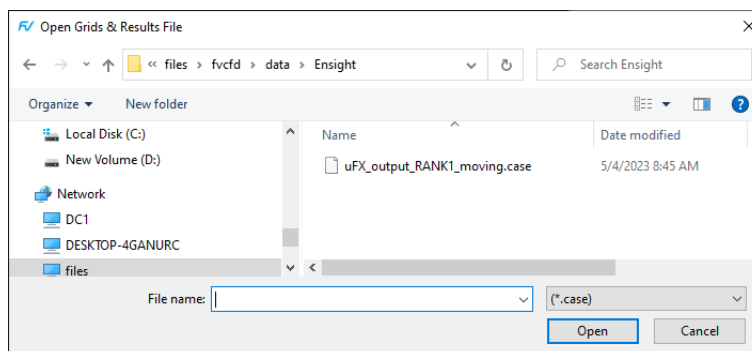 FV Open Grids & Results File
« files › fvcfd › data › Ensight
Search Ensight
Organize
New folder
Local Disk (C:)
New Volume (D:)
Network
DC1
DESKTOP-4GANURC
files
Name
Date modified
uFX_output_RANK1_moving.case
5/4/2023 8:45 AM
File name:
(*.case)
Open
Cancel